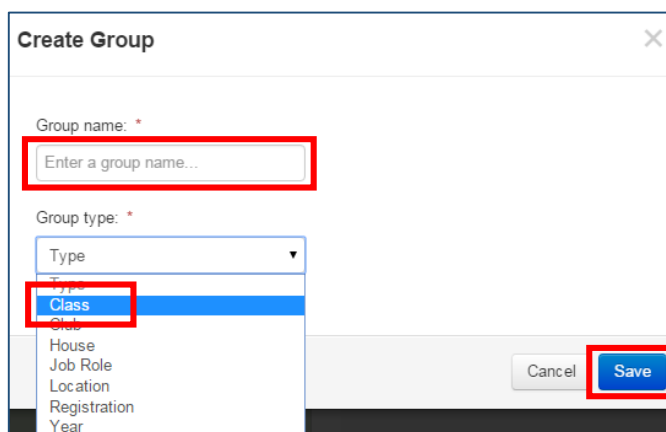 Create Group
Group name: *
Enter a group name...
Group type: *
Type
Type
Class
Club
House
Job Role
Location
Registration
Year
Cancel Save